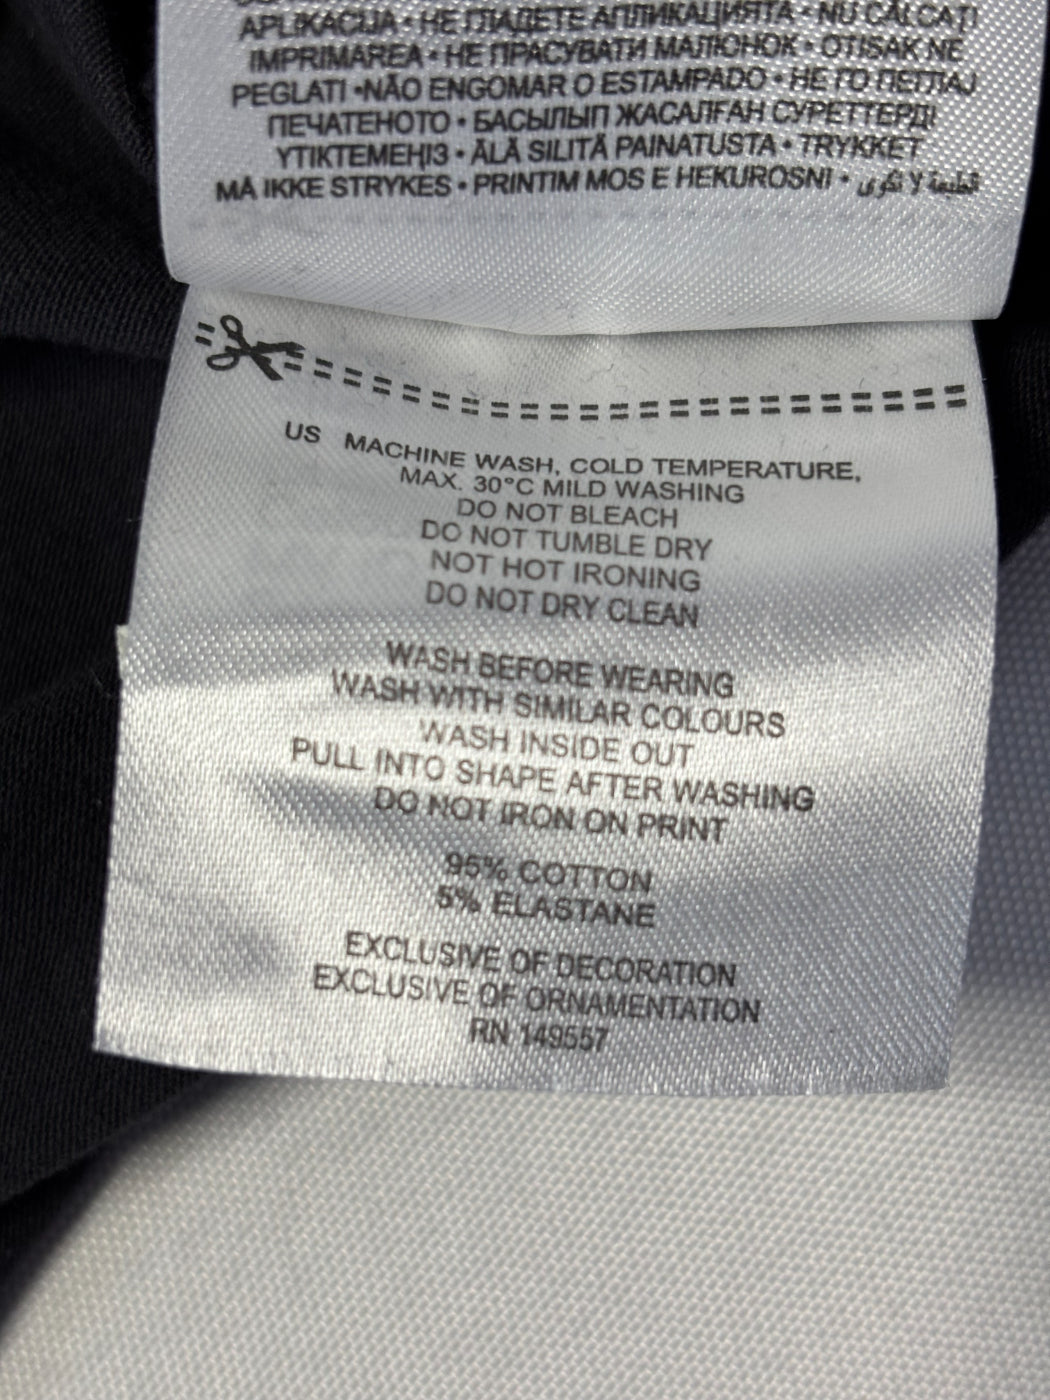 APLIKACIJA • НЕ ГЛАДЕТЕ АПЛИКАЦИЯТА • NU CĂLCAȚI
IMPRIMAREA • НЕ ПРАСУВАТИ МАЛЮНОК • OTISAK NE
PEGLATI •NÃO ENGOMAR O ESTAMPADO • НЕ ГО ПЕГЛАЈ
ПЕЧАТЕНОТО • БАСЫЛЫП ЖАСАЛҒАН СУРЕТТЕРДІ
ҮТІКТЕМЕҢІЗ • ÄLÄ SILITÄ PAINATUSTA • TRYKKET
MÅ IKKE STRYKES • PRINTIM MOS E HEKUROSNI • الطبعة لا تكوى
US MACHINE WASH, COLD TEMPERATURE,
MAX. 30°C MILD WASHING
DO NOT BLEACH
DO NOT TUMBLE DRY
NOT HOT IRONING
DO NOT DRY CLEAN
WASH BEFORE WEARING
WASH WITH SIMILAR COLOURS
WASH INSIDE OUT
PULL INTO SHAPE AFTER WASHING
DO NOT IRON ON PRINT
95% COTTON
5% ELASTANE
EXCLUSIVE OF DECORATION
EXCLUSIVE OF ORNAMENTATION
RN 149557